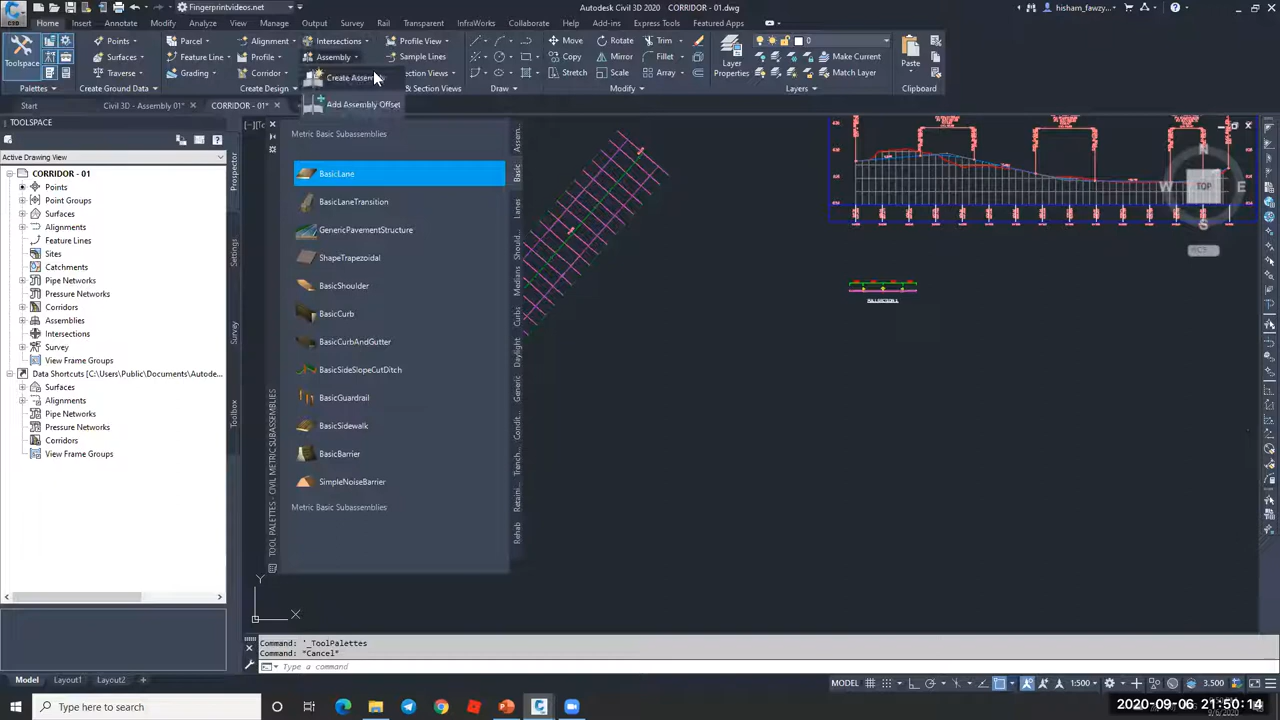 Fingerprintvideos.net
Autodesk Civil 3D 2020 CORRIDOR - 01.dwg
hisham_fawzy...
C3D
Home Insert Annotate Modify Analyze View Manage Output Survey Rail Transparent InfraWorks Collaborate Help Add-ins Express Tools Featured Apps
Toolspace
Palettes
Points
Surfaces
Traverse
Create Ground Data
Parcel
Feature Line
Grading
Alignment
Profile
Corridor
Create Design
Intersections
Assembly
Create Assem
Add Assembly Offset
Profile View
Sample Lines
ction Views
& Section Views
Draw
Move Rotate Trim
Copy Mirror Fillet
Stretch Scale Array
Modify
Layer Properties
0
Make Current
Match Layer
Layers
Paste
Clipboard
Start Civil 3D - Assembly 01* CORRIDOR - 01*
TOOLSPACE
Active Drawing View
CORRIDOR - 01
Points
Point Groups
Surfaces
Alignments
Feature Lines
Sites
Catchments
Pipe Networks
Pressure Networks
Corridors
Assemblies
Intersections
Survey
View Frame Groups
Data Shortcuts [C:\Users\Public\Documents\Autode...
Surfaces
Alignments
Pipe Networks
Pressure Networks
Corridors
View Frame Groups
Prospector
Settings
Survey
Toolbox
Metric Basic Subassemblies
BasicLane
BasicLaneTransition
GenericPavementStructure
ShapeTrapezoidal
BasicShoulder
BasicCurb
BasicCurbAndGutter
BasicSideSlopeCutDitch
BasicGuardrail
BasicSidewalk
BasicBarrier
SimpleNoiseBarrier
Metric Basic Subassemblies
TOOL PALETTES - CIVIL METRIC SUBASSEMBLIES
Assem...
Basic
Lanes
Should...
Medians
Curbs
Daylight
Generic
Condit...
Trench...
Retaini...
Rehab
N
W TOP E
S
Y
X
Command: '_ToolPalettes
Command: *Cancel*
Type a command
Model Layout1 Layout2 +
MODEL 1:500 3.500
Type here to search
2020-09-06 21:50:14